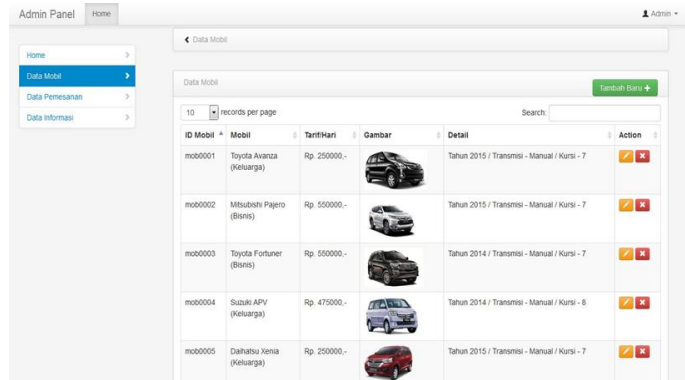 Admin Panel Home Admin
Data Mobil
Home
Data Mobil
Data Pemesanan
Data Informasi
Data Mobil
Tambah Baru
10 records per page Search:
ID Mobil Mobil Tarif/Hari Gambar Detail Action
mob0001 Toyota Avanza Rp. 250000,- Tahun 2015 / Transmisi - Manual / Kursi - 7
(Keluarga)
mob0002 Mitsubishi Pajero Rp. 550000,- Tahun 2015 / Transmisi - Manual / Kursi - 7
(Bisnis)
mob0003 Toyota Fortuner Rp. 550000,- Tahun 2014 / Transmisi - Manual / Kursi - 7
(Bisnis)
mob0004 Suzuki APV Rp. 475000,- Tahun 2014 / Transmisi - Manual / Kursi - 8
(Keluarga)
mob0005 Daihatsu Xenia Rp. 250000,- Tahun 2015 / Transmisi - Manual / Kursi - 7
(Keluarga)